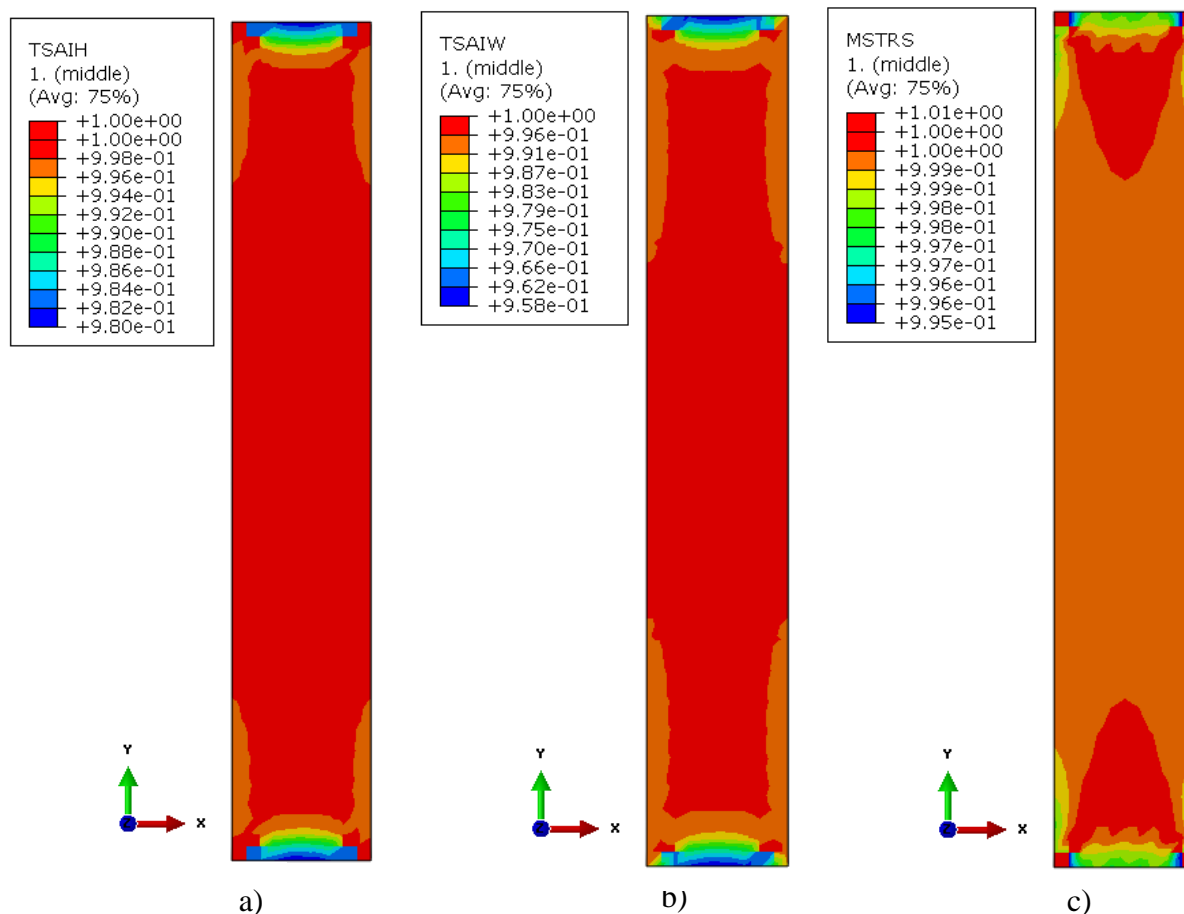 TSAIH
1. (middle)
(Avg: 75%)
+1.00e+00
+1.00e+00
+9.98e-01
+9.96e-01
+9.94e-01
+9.92e-01
+9.90e-01
+9.88e-01
+9.86e-01
+9.84e-01
+9.82e-01
+9.80e-01
Y
Z
X
a)
TSAIW
1. (middle)
(Avg: 75%)
+1.00e+00
+9.96e-01
+9.91e-01
+9.87e-01
+9.83e-01
+9.79e-01
+9.75e-01
+9.70e-01
+9.66e-01
+9.62e-01
+9.58e-01
Y
Z
X
b)
MSTRS
1. (middle)
(Avg: 75%)
+1.01e+00
+1.00e+00
+1.00e+00
+9.99e-01
+9.99e-01
+9.98e-01
+9.98e-01
+9.97e-01
+9.97e-01
+9.96e-01
+9.96e-01
+9.95e-01
Y
Z
X
c)